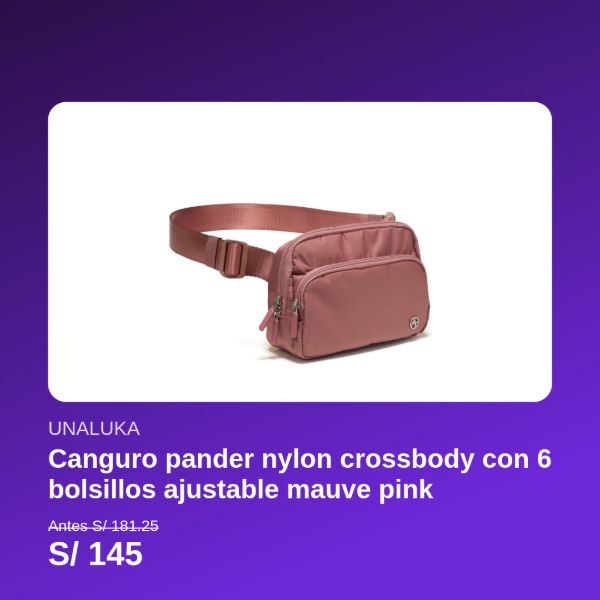 UNALUKA
Canguro pander nylon crossbody con 6
bolsillos ajustable mauve pink
Antes S/ 181.25
S/ 145